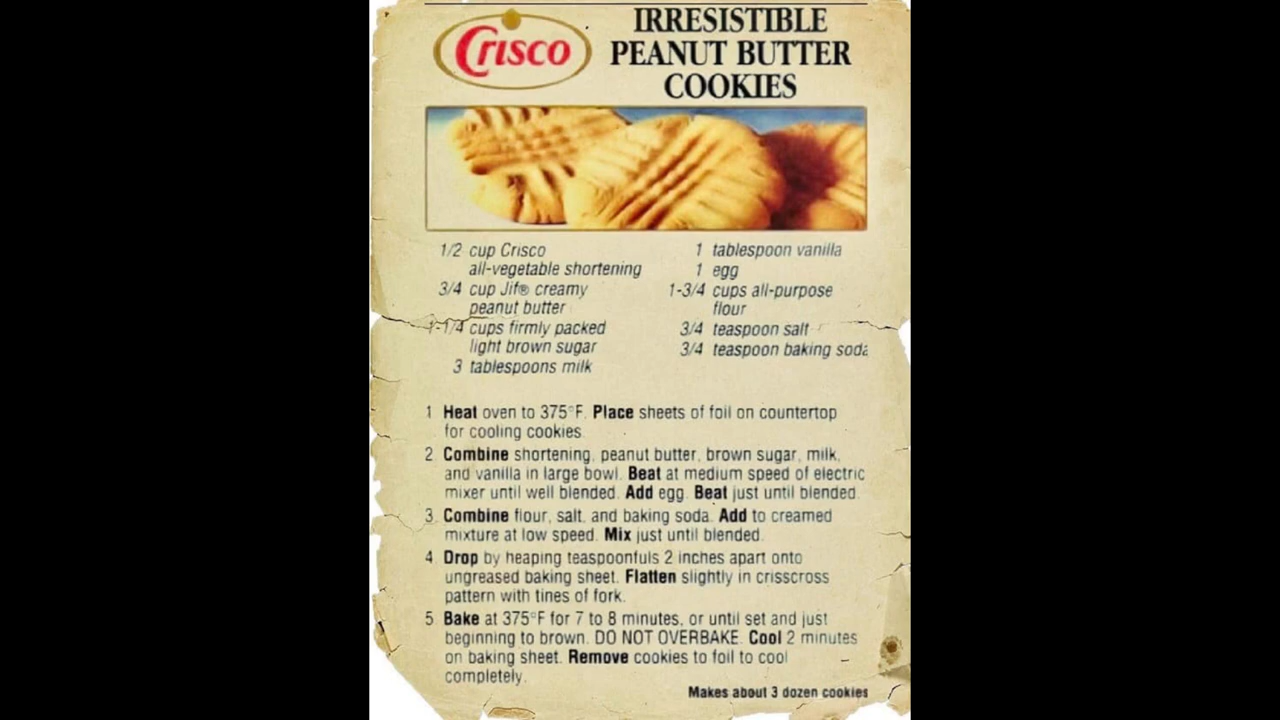 Crisco
IRRESISTIBLE
PEANUT BUTTER
COOKIES
1/2 cup Crisco
all-vegetable shortening
3/4 cup Jif® creamy
peanut butter
1-1/4 cups firmly packed
light brown sugar
3 tablespoons milk
1 tablespoon vanilla
1 egg
1-3/4 cups all-purpose
flour
3/4 teaspoon salt
3/4 teaspoon baking soda
1 Heat oven to 375°F. Place sheets of foil on countertop
for cooling cookies.
2. Combine shortening, peanut butter, brown sugar, milk,
and vanilla in large bowl. Beat at medium speed of electric
mixer until well blended. Add egg. Beat just until blended.
3. Combine flour, salt, and baking soda. Add to creamed
mixture at low speed. Mix just until blended.
4. Drop by heaping teaspoonfuls 2 inches apart onto
ungreased baking sheet. Flatten slightly in crisscross
pattern with tines of fork.
5. Bake at 375°F for 7 to 8 minutes, or until set and just
beginning to brown. DO NOT OVERBAKE. Cool 2 minutes
on baking sheet. Remove cookies to foil to cool
completely.
Makes about 3 dozen cookies